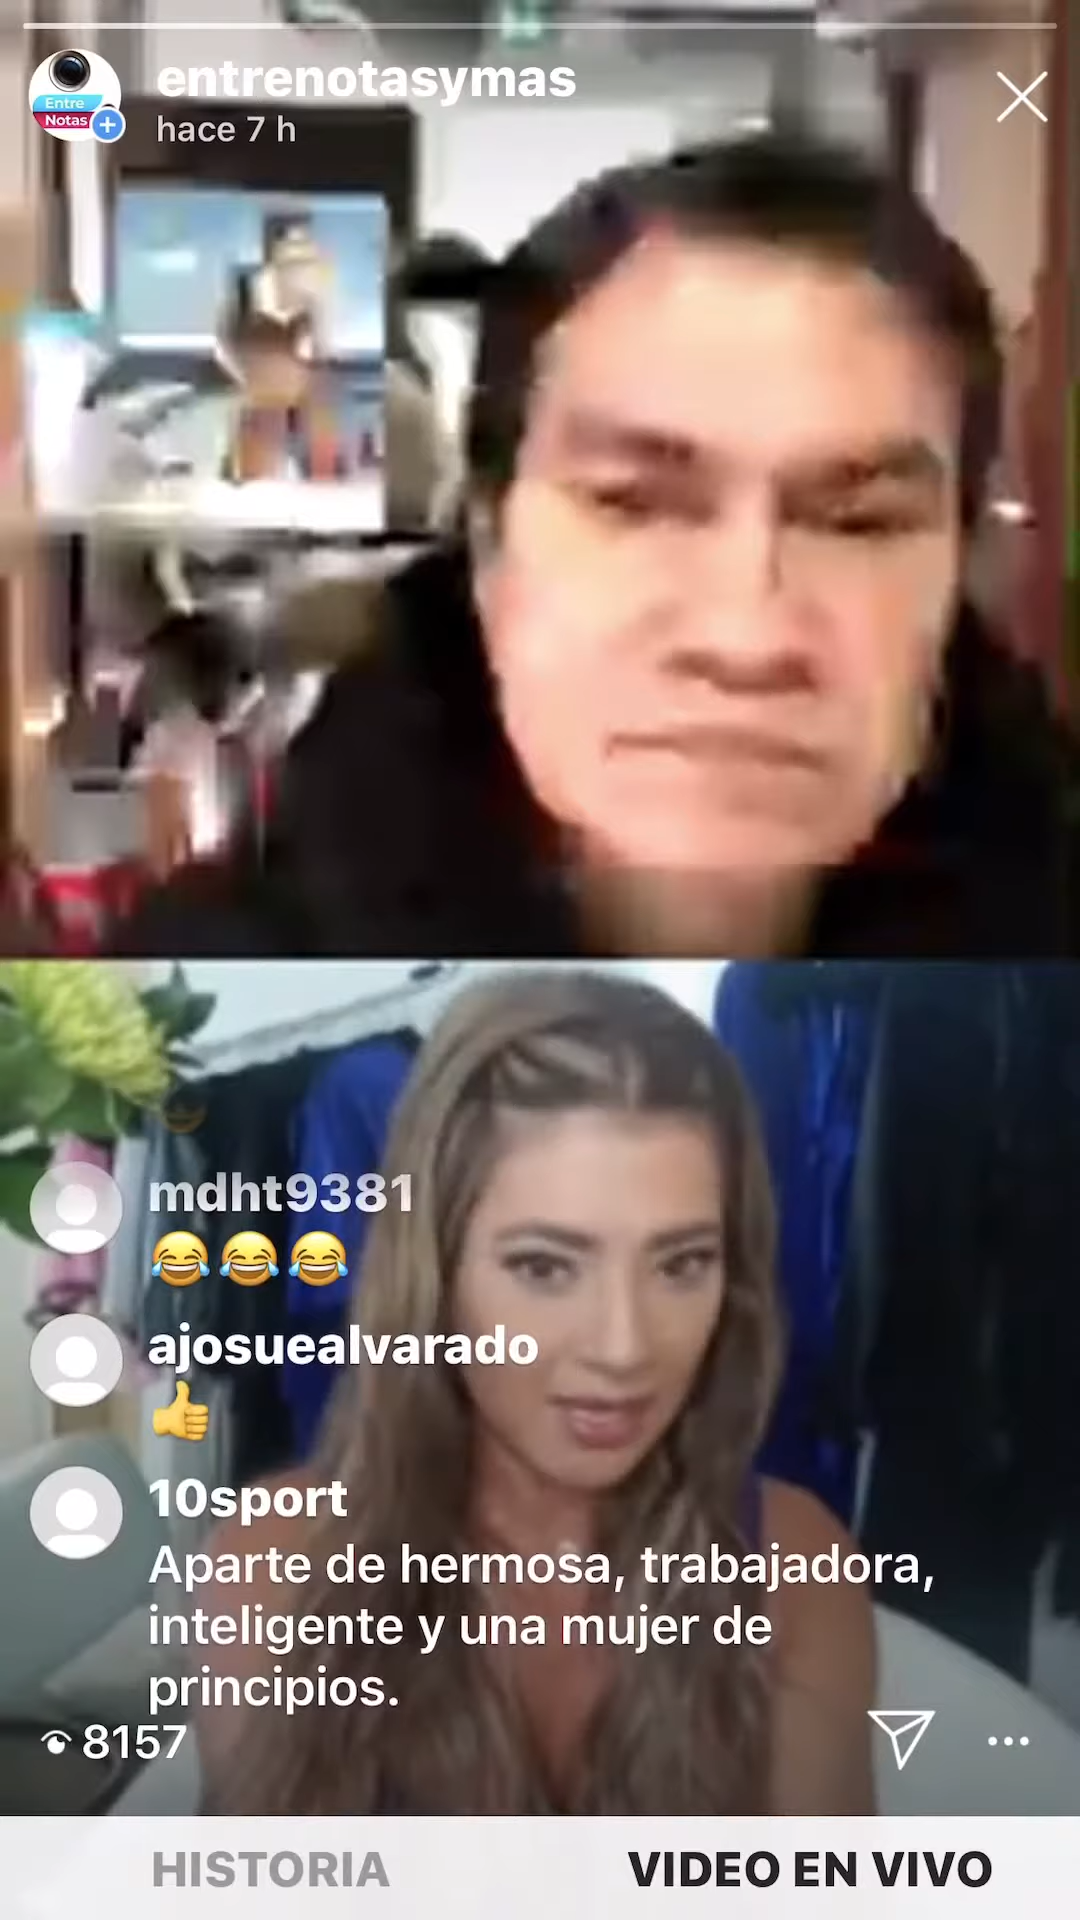 entrenotasymas
hace 7 h
Entre
Notas
mdht9381
😂😂😂
ajosuealvarado
👍
10sport
Aparte de hermosa, trabajadora,
inteligente y una mujer de
principios.
8157
HISTORIA
VIDEO EN VIVO